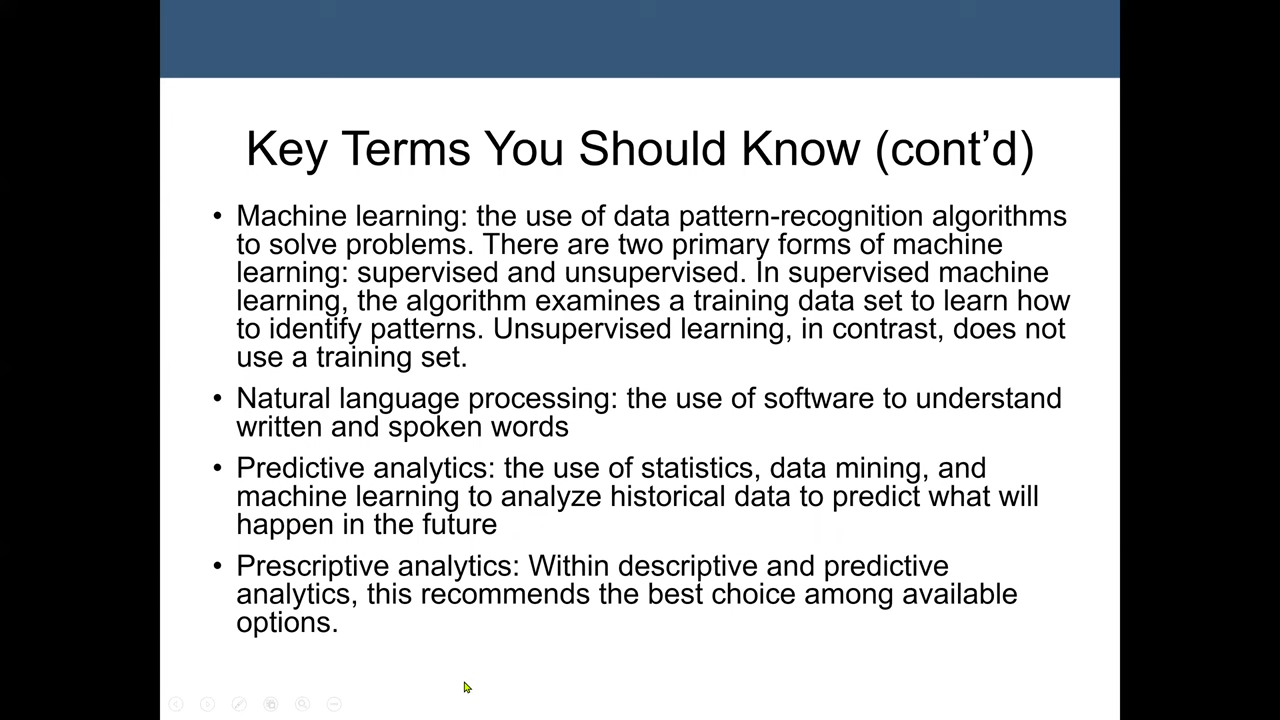 Key Terms You Should Know (cont’d)
• Machine learning: the use of data pattern-recognition algorithms
to solve problems. There are two primary forms of machine
learning: supervised and unsupervised. In supervised machine
learning, the algorithm examines a training data set to learn how
to identify patterns. Unsupervised learning, in contrast, does not
use a training set.
• Natural language processing: the use of software to understand
written and spoken words
• Predictive analytics: the use of statistics, data mining, and
machine learning to analyze historical data to predict what will
happen in the future
• Prescriptive analytics: Within descriptive and predictive
analytics, this recommends the best choice among available
options.